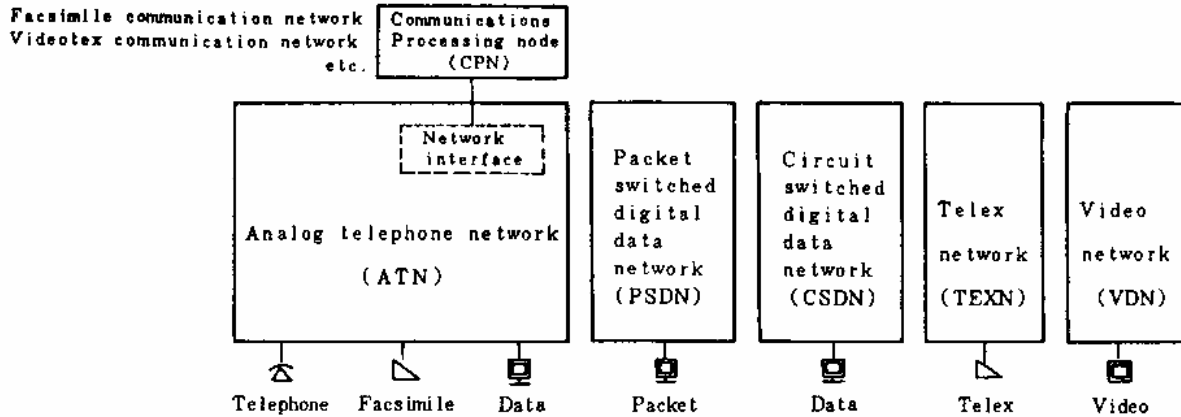 Facsimile communication network
Videotex communication network
etc.
Communications
Processing node
(CPN)
Network
interface
Analog telephone network
(ATN)
Packet
switched
digital
data
network
(PSDN)
Circuit
switched
digital
data
network
(CSDN)
Telex
network
(TEXN)
Video
network
(VDN)
Telephone
Facsimile
Data
Packet
Data
Telex
Video